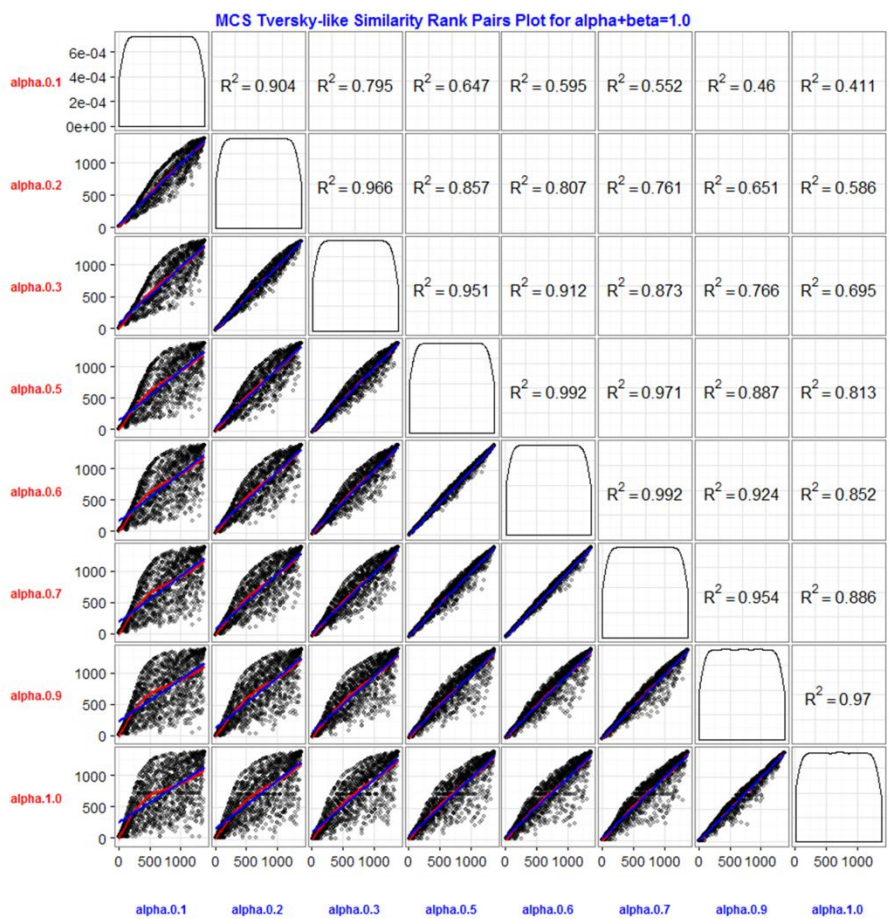 MCS Tversky-like Similarity Rank Pairs Plot for alpha+beta=1.0
6e-04
4e-04
2e-04
0e+00
alpha.0.1
R² = 0.904
R² = 0.795
R² = 0.647
R² = 0.595
R² = 0.552
R² = 0.46
R² = 0.411
alpha.0.2
1000
500
0
R² = 0.966
R² = 0.857
R² = 0.807
R² = 0.761
R² = 0.651
R² = 0.586
alpha.0.3
1000
500
0
R² = 0.951
R² = 0.912
R² = 0.873
R² = 0.766
R² = 0.695
alpha.0.5
1000
500
0
R² = 0.992
R² = 0.971
R² = 0.887
R² = 0.813
alpha.0.6
1000
500
0
R² = 0.992
R² = 0.924
R² = 0.852
alpha.0.7
1000
500
0
R² = 0.954
R² = 0.886
alpha.0.9
1000
500
0
R² = 0.97
alpha.1.0
1000
500
0
0 500 1000 0 500 1000 0 500 1000 0 500 1000 0 500 1000 0 500 1000 0 500 1000 0 500 1000
alpha.0.1 alpha.0.2 alpha.0.3 alpha.0.5 alpha.0.6 alpha.0.7 alpha.0.9 alpha.1.0